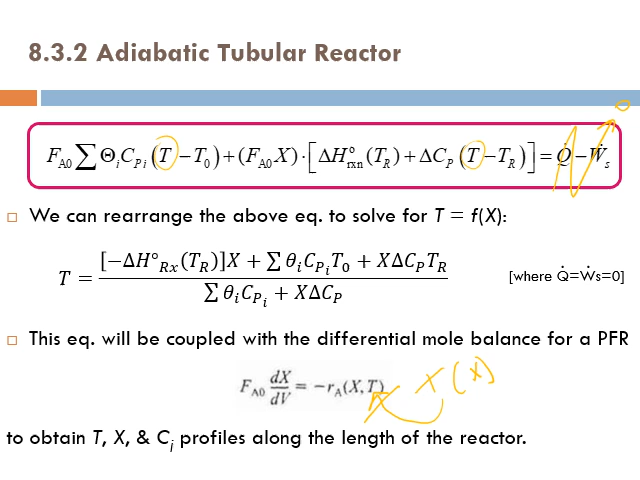 8.3.2 Adiabatic Tubular Reactor
0
F_A0 ∑ Θ_i C_Pi (T − T_0) + (F_A0 X) · [ΔH°_rxn (T_R) + ΔC_P (T − T_R)] = Q̇ − Ẇ_s
We can rearrange the above eq. to solve for T = f(X):
T = [−ΔH°_Rx (T_R)]X + ∑ θ_i C_Pi T_0 + XΔC_P T_R / ∑ θ_i C_Pi + XΔC_P
[where Q̇=Ẇs=0]
This eq. will be coupled with the differential mole balance for a PFR
F_A0 dX/dV = −r_A(X,T)
T(X)
to obtain T, X, & C_i profiles along the length of the reactor.